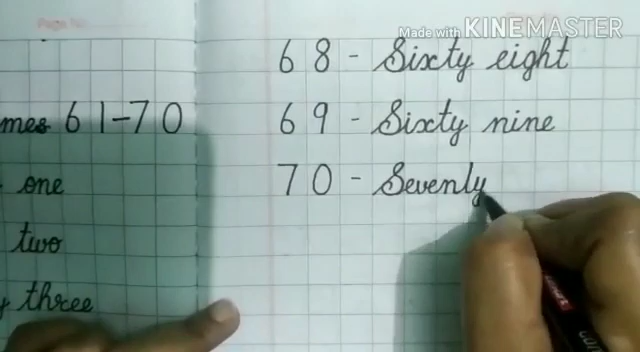 Made with KINEMASTER
mes 61-70
one
two
y three
68 - Sixty eight
69 - Sixty nine
70 - Sevenly